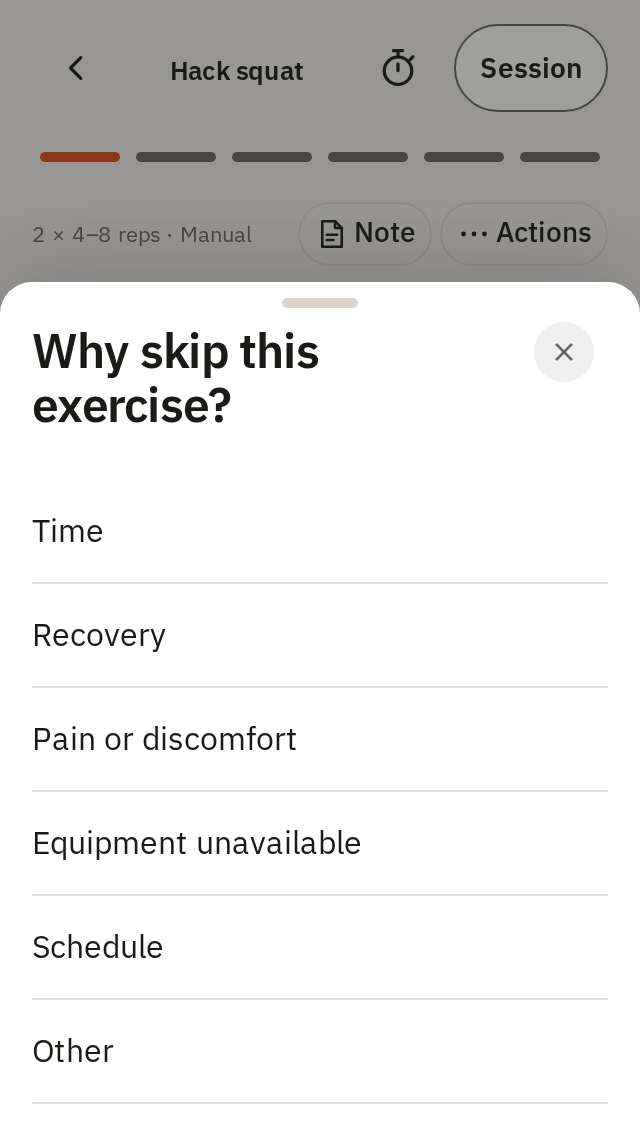 Hack squat
Session
2 × 4–8 reps · Manual
Note
Actions
Why skip this
exercise?
Time
Recovery
Pain or discomfort
Equipment unavailable
Schedule
Other